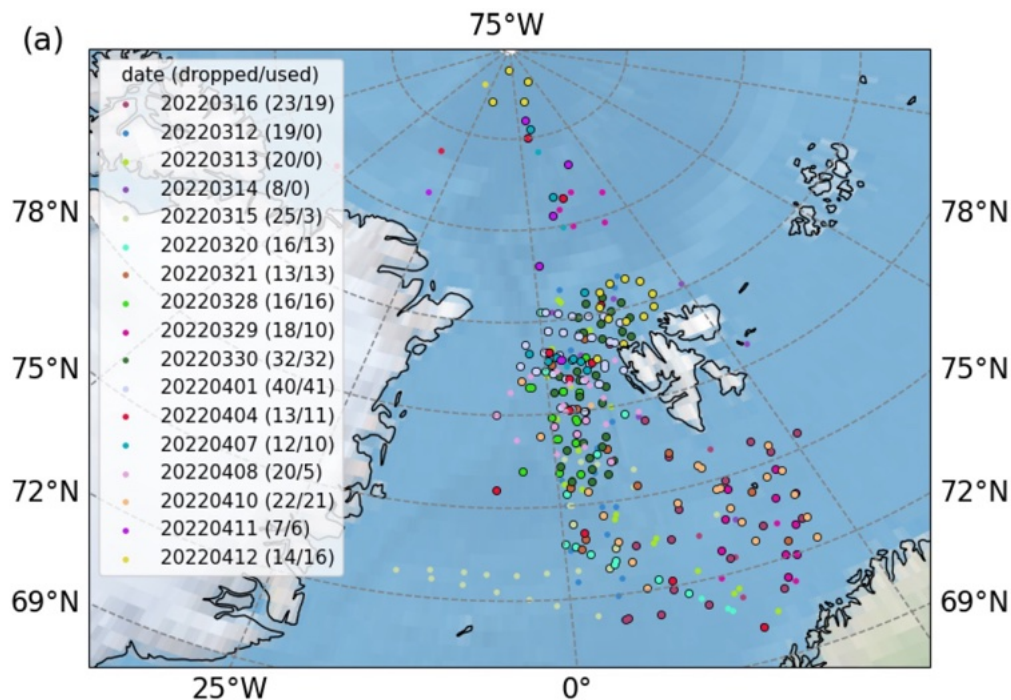 (a)
75°W
date (dropped/used)
20220316 (23/19)
20220312 (19/0)
20220313 (20/0)
20220314 (8/0)
20220315 (25/3)
20220320 (16/13)
20220321 (13/13)
20220328 (16/16)
20220329 (18/10)
20220330 (32/32)
20220401 (40/41)
20220404 (13/11)
20220407 (12/10)
20220408 (20/5)
20220410 (22/21)
20220411 (7/6)
20220412 (14/16)
78°N
75°N
72°N
69°N
78°N
75°N
72°N
69°N
25°W
0°